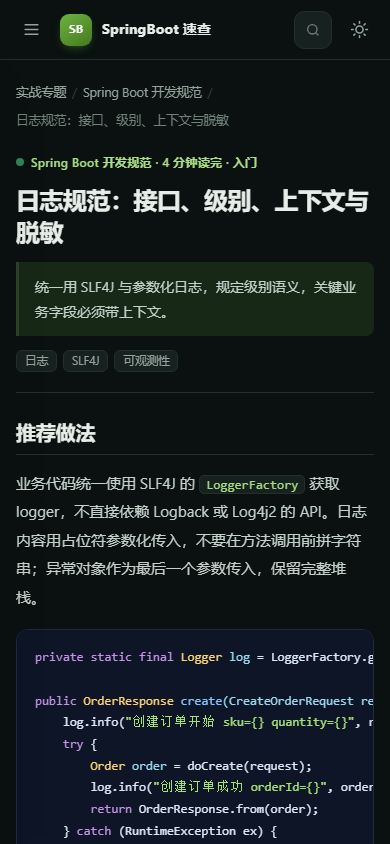 SB SpringBoot 速查
实战专题 / Spring Boot 开发规范 /
日志规范：接口、级别、上下文与脱敏
Spring Boot 开发规范 · 4 分钟读完 · 入门
日志规范：接口、级别、上下文与
脱敏
统一用 SLF4J 与参数化日志，规定级别语义，关键业
务字段必须带上下文。
日志 SLF4J 可观测性
推荐做法
业务代码统一使用 SLF4J 的 LoggerFactory 获取
logger，不直接依赖 Logback 或 Log4j2 的 API。日志
内容用占位符参数化传入，不要在方法调用前拼字符
串；异常对象作为最后一个参数传入，保留完整堆
栈。
private static final Logger log = LoggerFactory.g
public OrderResponse create(CreateOrderRequest re
log.info("创建订单开始 sku={} quantity={}", r
try {
Order order = doCreate(request);
log.info("创建订单成功 orderId={}", order
return OrderResponse.from(order);
} catch (RuntimeException ex) {